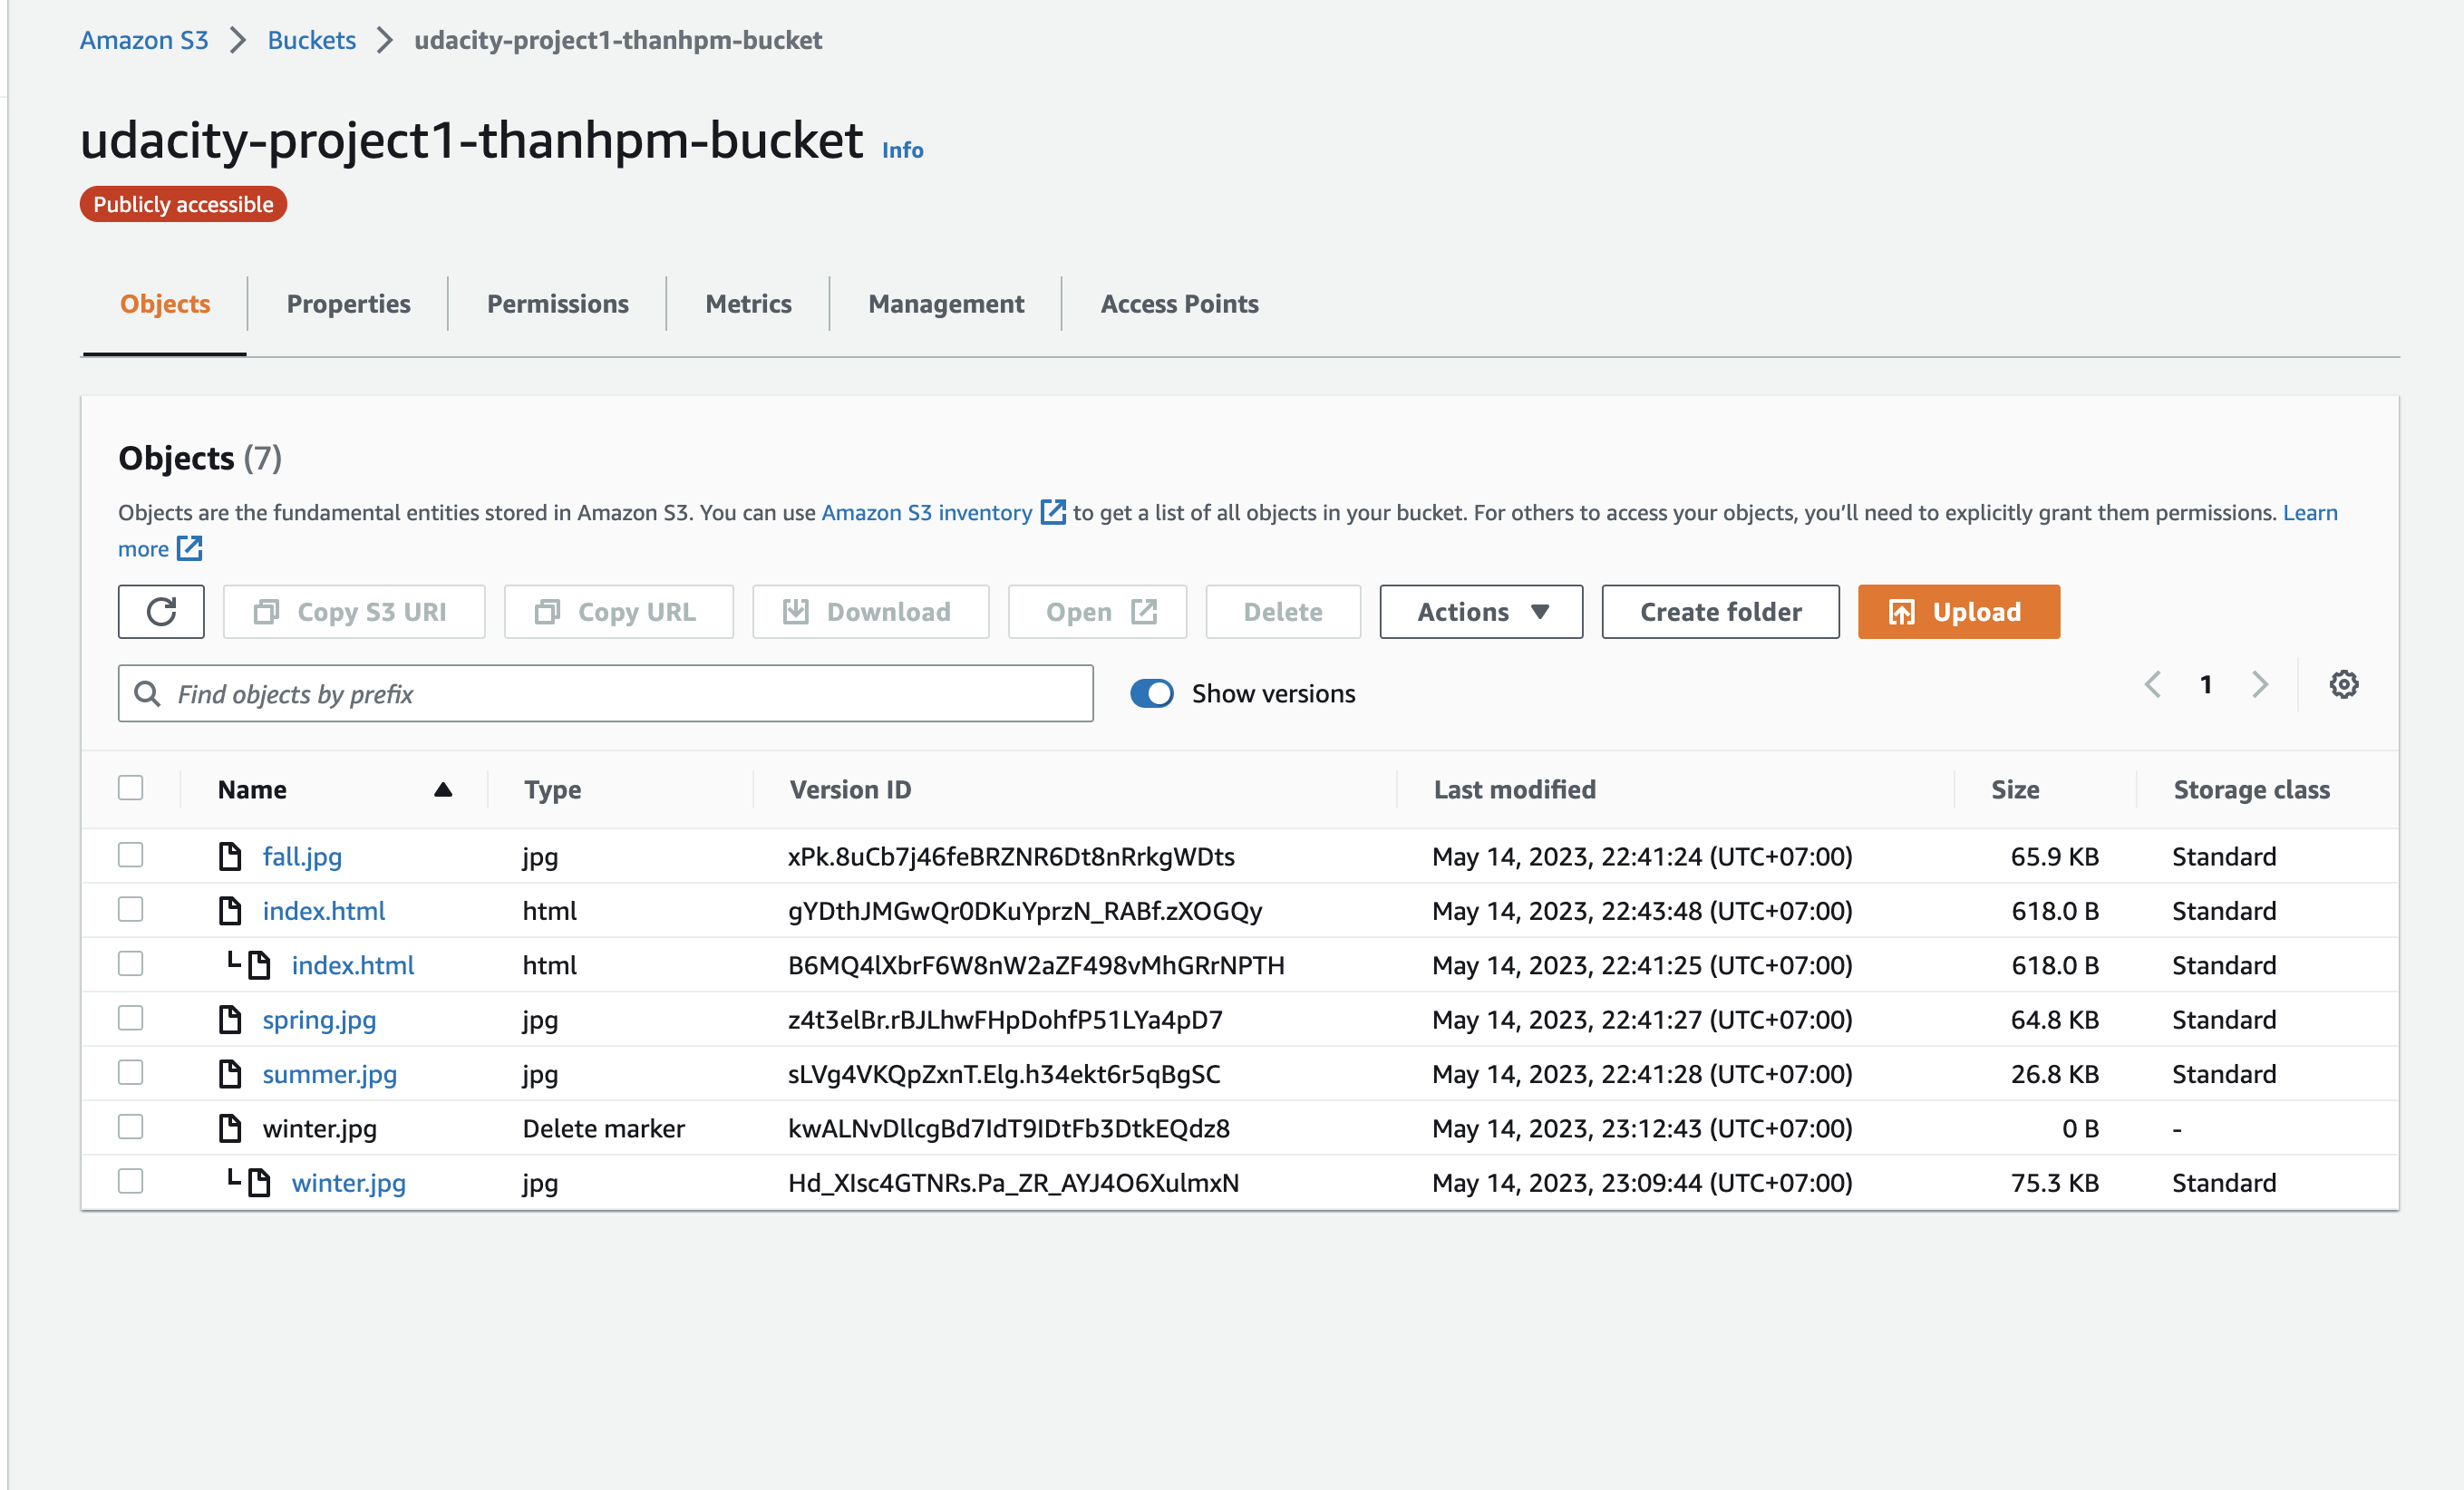 Amazon S3 > Buckets > udacity-project1-thanhpm-bucket
udacity-project1-thanhpm-bucket Info
Publicly accessible
Objects Properties Permissions Metrics Management Access Points
Objects (7)
Objects are the fundamental entities stored in Amazon S3. You can use Amazon S3 inventory to get a list of all objects in your bucket. For others to access your objects, you’ll need to explicitly grant them permissions. Learn
more
Copy S3 URI Copy URL Download Open Delete Actions Create folder Upload
Find objects by prefix Show versions 1
Name Type Version ID Last modified Size Storage class
fall.jpg jpg xPk.8uCb7j46feBRZNR6Dt8nRrkgWDts May 14, 2023, 22:41:24 (UTC+07:00) 65.9 KB Standard
index.html html gYDthJMGwQr0DKuYprzN_RABf.zXOGQy May 14, 2023, 22:43:48 (UTC+07:00) 618.0 B Standard
index.html html B6MQ4lXbrF6W8nW2aZF498vMhGRrNPTH May 14, 2023, 22:41:25 (UTC+07:00) 618.0 B Standard
spring.jpg jpg z4t3elBr.rBJLhwFHpDohfP51LYa4pD7 May 14, 2023, 22:41:27 (UTC+07:00) 64.8 KB Standard
summer.jpg jpg sLVg4VKQpZxnT.Elg.h34ekt6r5qBgSC May 14, 2023, 22:41:28 (UTC+07:00) 26.8 KB Standard
winter.jpg Delete marker kwALNvDllcgBd7IdT9IDtFb3DtkEQdz8 May 14, 2023, 23:12:43 (UTC+07:00) 0 B -
winter.jpg jpg Hd_XIsc4GTNRs.Pa_ZR_AYJ4O6XulmxN May 14, 2023, 23:09:44 (UTC+07:00) 75.3 KB Standard